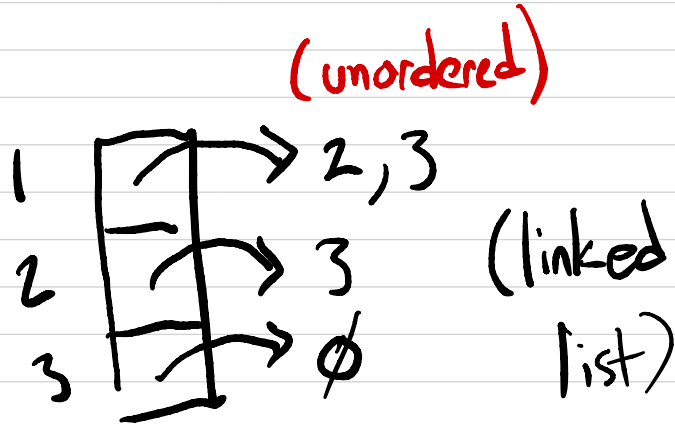 (unordered)
1 2, 3
2 3 (linked
3 ∅ list)